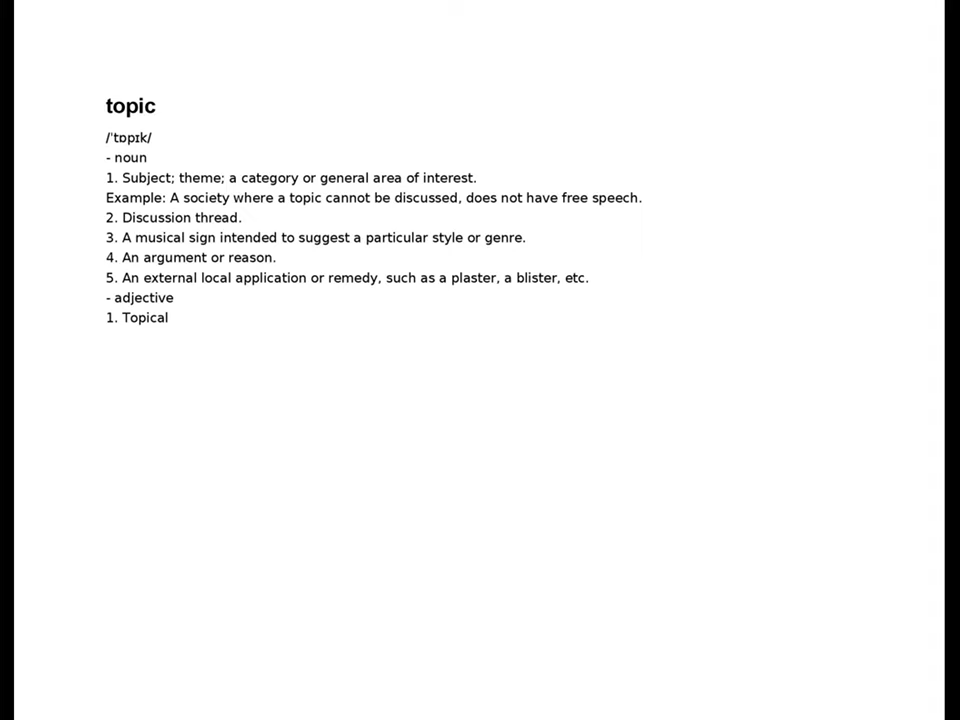 topic
/ˈtɒpɪk/
- noun
1. Subject; theme; a category or general area of interest.
Example: A society where a topic cannot be discussed, does not have free speech.
2. Discussion thread.
3. A musical sign intended to suggest a particular style or genre.
4. An argument or reason.
5. An external local application or remedy, such as a plaster, a blister, etc.
- adjective
1. Topical